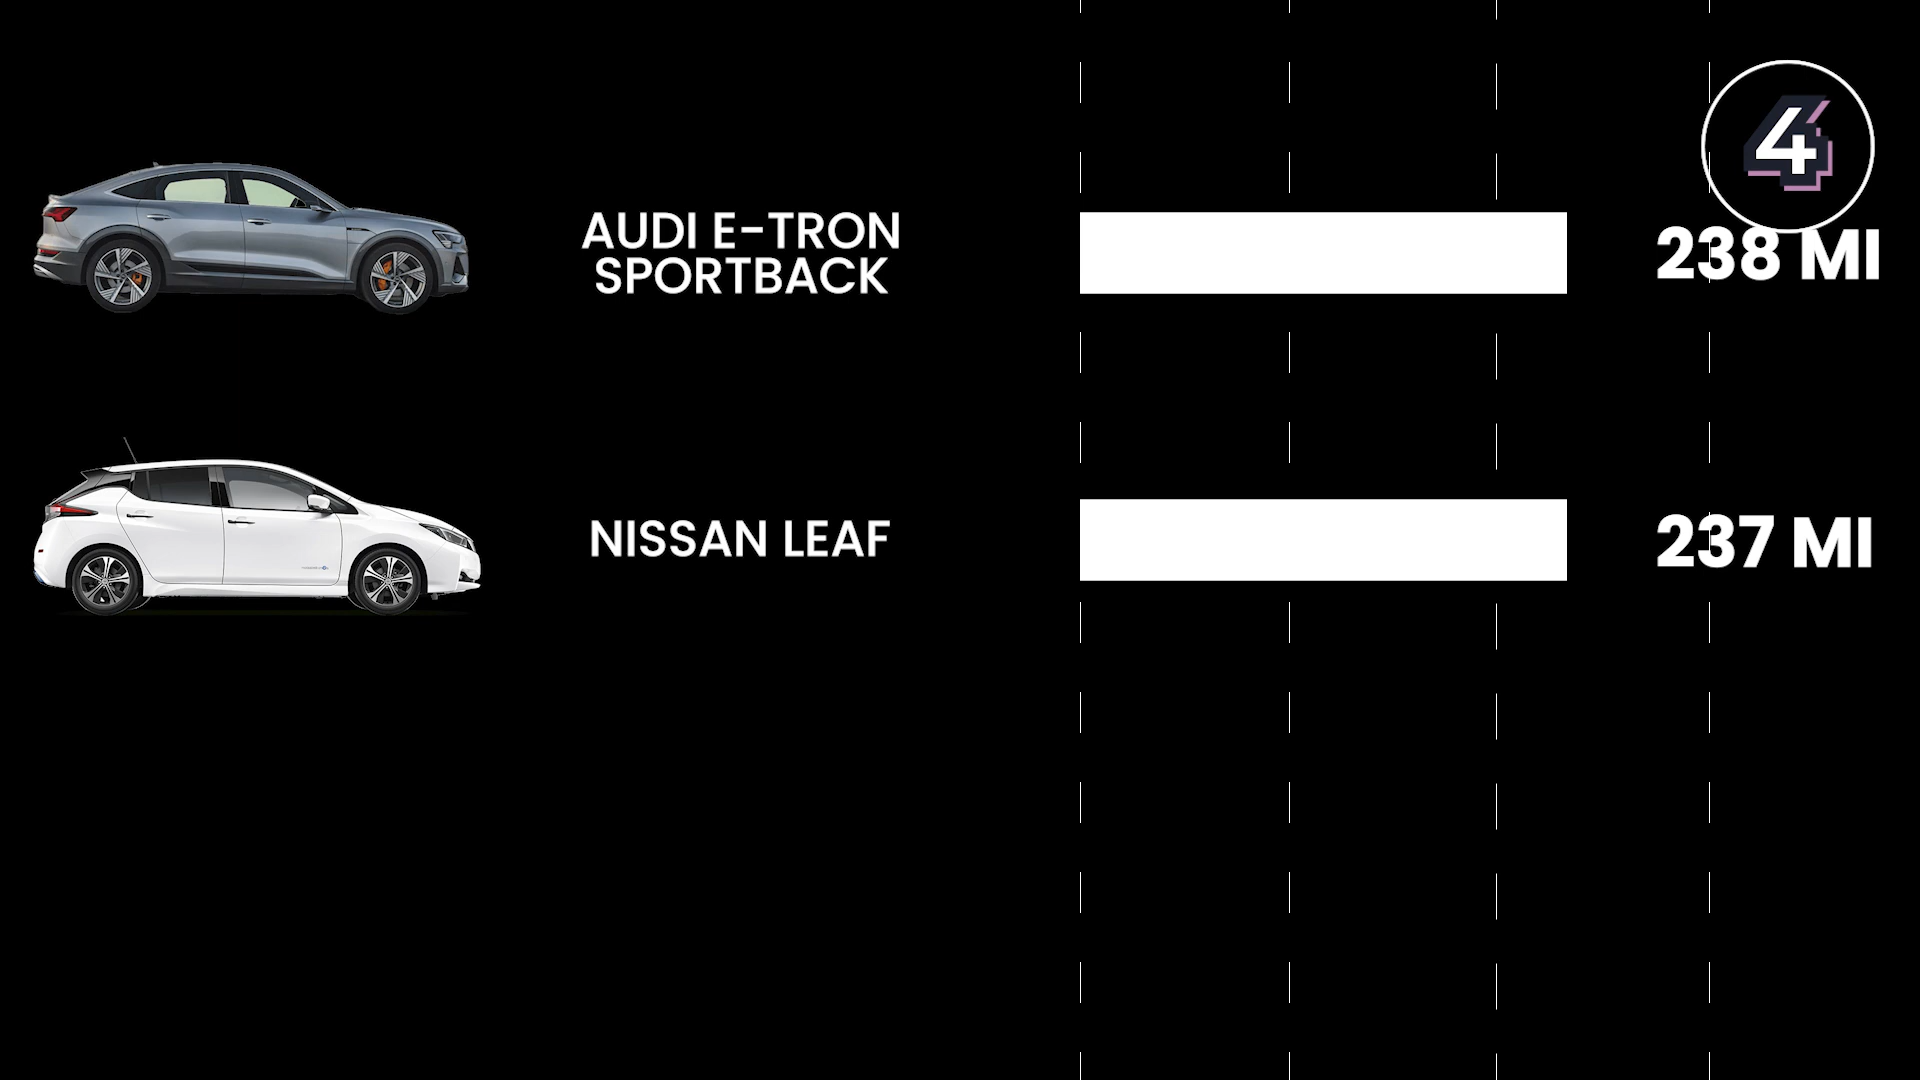 4
AUDI E-TRON
SPORTBACK
238 MI
NISSAN LEAF
237 MI